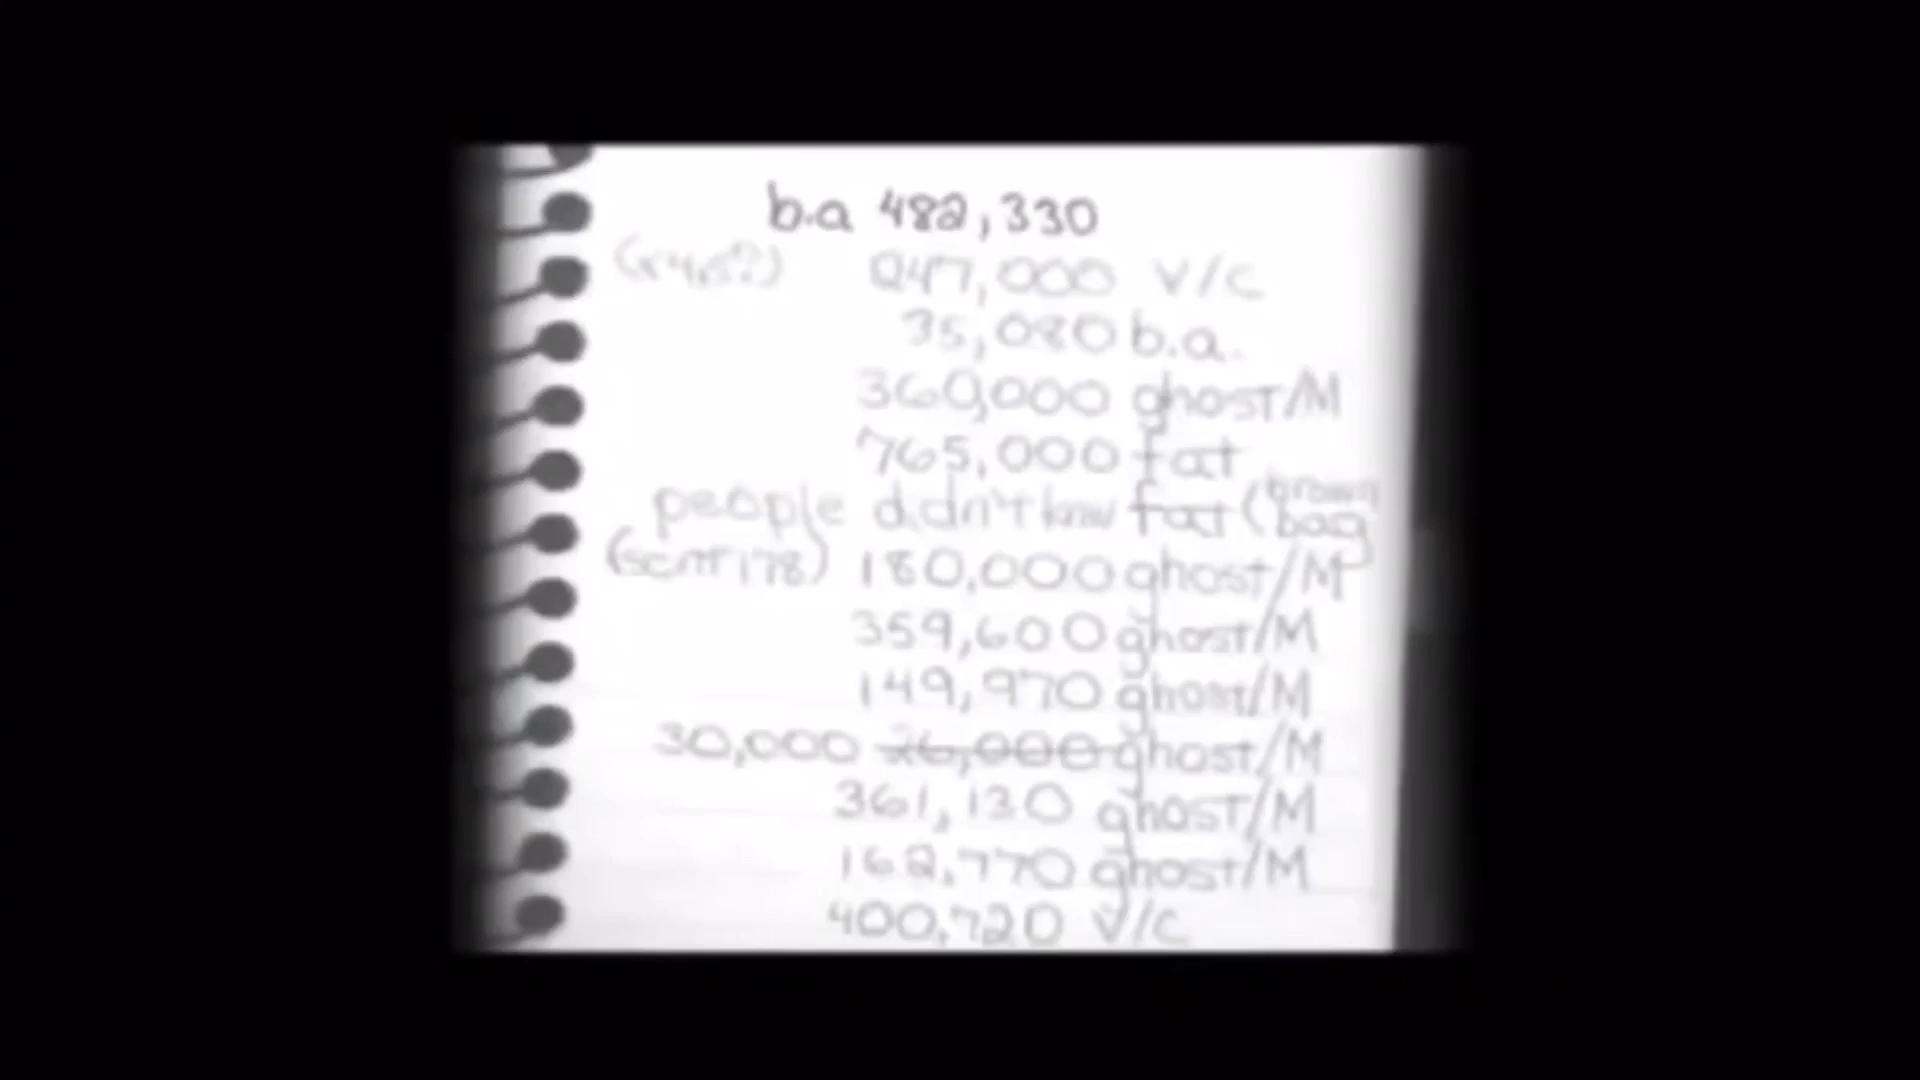 b.a 482,330
247,000 v/c
35,080 b.a.
360,000 ghost/M
765,000 fat
people didn't know fat (brown bag)
(sent 178) 180,000 ghost/M
359,600 ghost/M
149,970 ghost/M
30,000 26,000 ghost/M
361,130 ghost/M
162,770 ghost/M
400,720 v/c